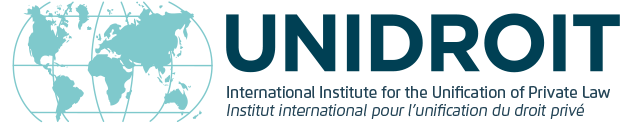 UNIDROIT
International Institute for the Unification of Private Law
Institut international pour l'unification du droit privé